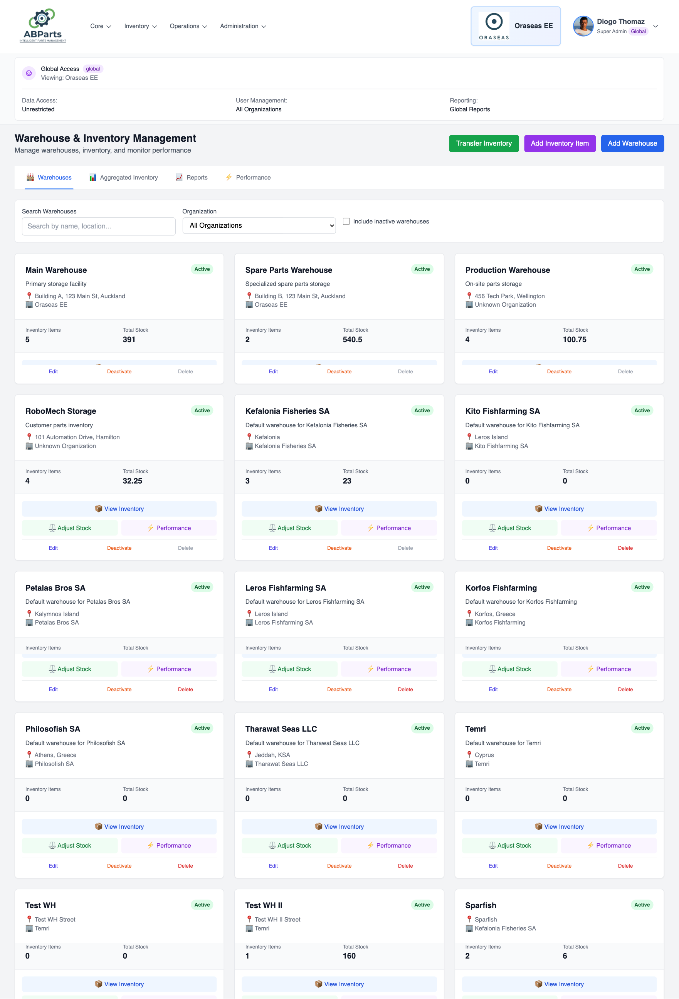 ABParts
INTELLIGENT PARTS MANAGEMENT
Core
Inventory
Operations
Administration
ORASEAS
Oraseas EE
Diogo Thomaz
Super Admin Global
Global Access global
Viewing: Oraseas EE
Data Access:
Unrestricted
User Management:
All Organizations
Reporting:
Global Reports
Warehouse & Inventory Management
Manage warehouses, inventory, and monitor performance
Transfer Inventory
Add Inventory Item
Add Warehouse
Warehouses
Aggregated Inventory
Reports
Performance
Search Warehouses
Search by name, location...
Organization
All Organizations
Include inactive warehouses
Main Warehouse
Active
Primary storage facility
Building A, 123 Main St, Auckland
Oraseas EE
Inventory Items
5
Total Stock
391
Edit
Deactivate
Delete
Spare Parts Warehouse
Active
Specialized spare parts storage
Building B, 123 Main St, Auckland
Oraseas EE
Inventory Items
2
Total Stock
540.5
Edit
Deactivate
Delete
Production Warehouse
Active
On-site parts storage
456 Tech Park, Wellington
Unknown Organization
Inventory Items
4
Total Stock
100.75
Edit
Deactivate
Delete
RoboMech Storage
Active
Customer parts inventory
101 Automation Drive, Hamilton
Unknown Organization
Inventory Items
4
Total Stock
32.25
View Inventory
Adjust Stock
Performance
Edit
Deactivate
Delete
Kefalonia Fisheries SA
Active
Default warehouse for Kefalonia Fisheries SA
Kefalonia
Kefalonia Fisheries SA
Inventory Items
3
Total Stock
23
View Inventory
Adjust Stock
Performance
Edit
Deactivate
Delete
Kito Fishfarming SA
Active
Default warehouse for Kito Fishfarming SA
Leros Island
Kito Fishfarming SA
Inventory Items
0
Total Stock
0
View Inventory
Adjust Stock
Performance
Edit
Deactivate
Delete
Petalas Bros SA
Active
Default warehouse for Petalas Bros SA
Kalymnos Island
Petalas Bros SA
Inventory Items
Total Stock
Adjust Stock
Performance
Edit
Deactivate
Delete
Leros Fishfarming SA
Active
Default warehouse for Leros Fishfarming SA
Leros Island
Leros Fishfarming SA
Inventory Items
Total Stock
Adjust Stock
Performance
Edit
Deactivate
Delete
Korfos Fishfarming
Active
Default warehouse for Korfos Fishfarming
Korfos, Greece
Korfos Fishfarming
Inventory Items
Total Stock
Adjust Stock
Performance
Edit
Deactivate
Delete
Philosofish SA
Active
Default warehouse for Philosofish SA
Athens, Greece
Philosofish SA
Inventory Items
0
Total Stock
0
View Inventory
Adjust Stock
Performance
Edit
Deactivate
Delete
Tharawat Seas LLC
Active
Default warehouse for Tharawat Seas LLC
Jeddah, KSA
Tharawat Seas LLC
Inventory Items
0
Total Stock
0
View Inventory
Adjust Stock
Performance
Edit
Deactivate
Delete
Temri
Active
Default warehouse for Temri
Cyprus
Temri
Inventory Items
0
Total Stock
0
View Inventory
Adjust Stock
Performance
Edit
Deactivate
Delete
Test WH
Active
Test WH Street
Temri
Inventory Items
0
Total Stock
0
View Inventory
Test WH II
Active
Test WH II Street
Temri
Inventory Items
1
Total Stock
160
View Inventory
Sparfish
Active
Sparfish
Kefalonia Fisheries SA
Inventory Items
2
Total Stock
6
View Inventory